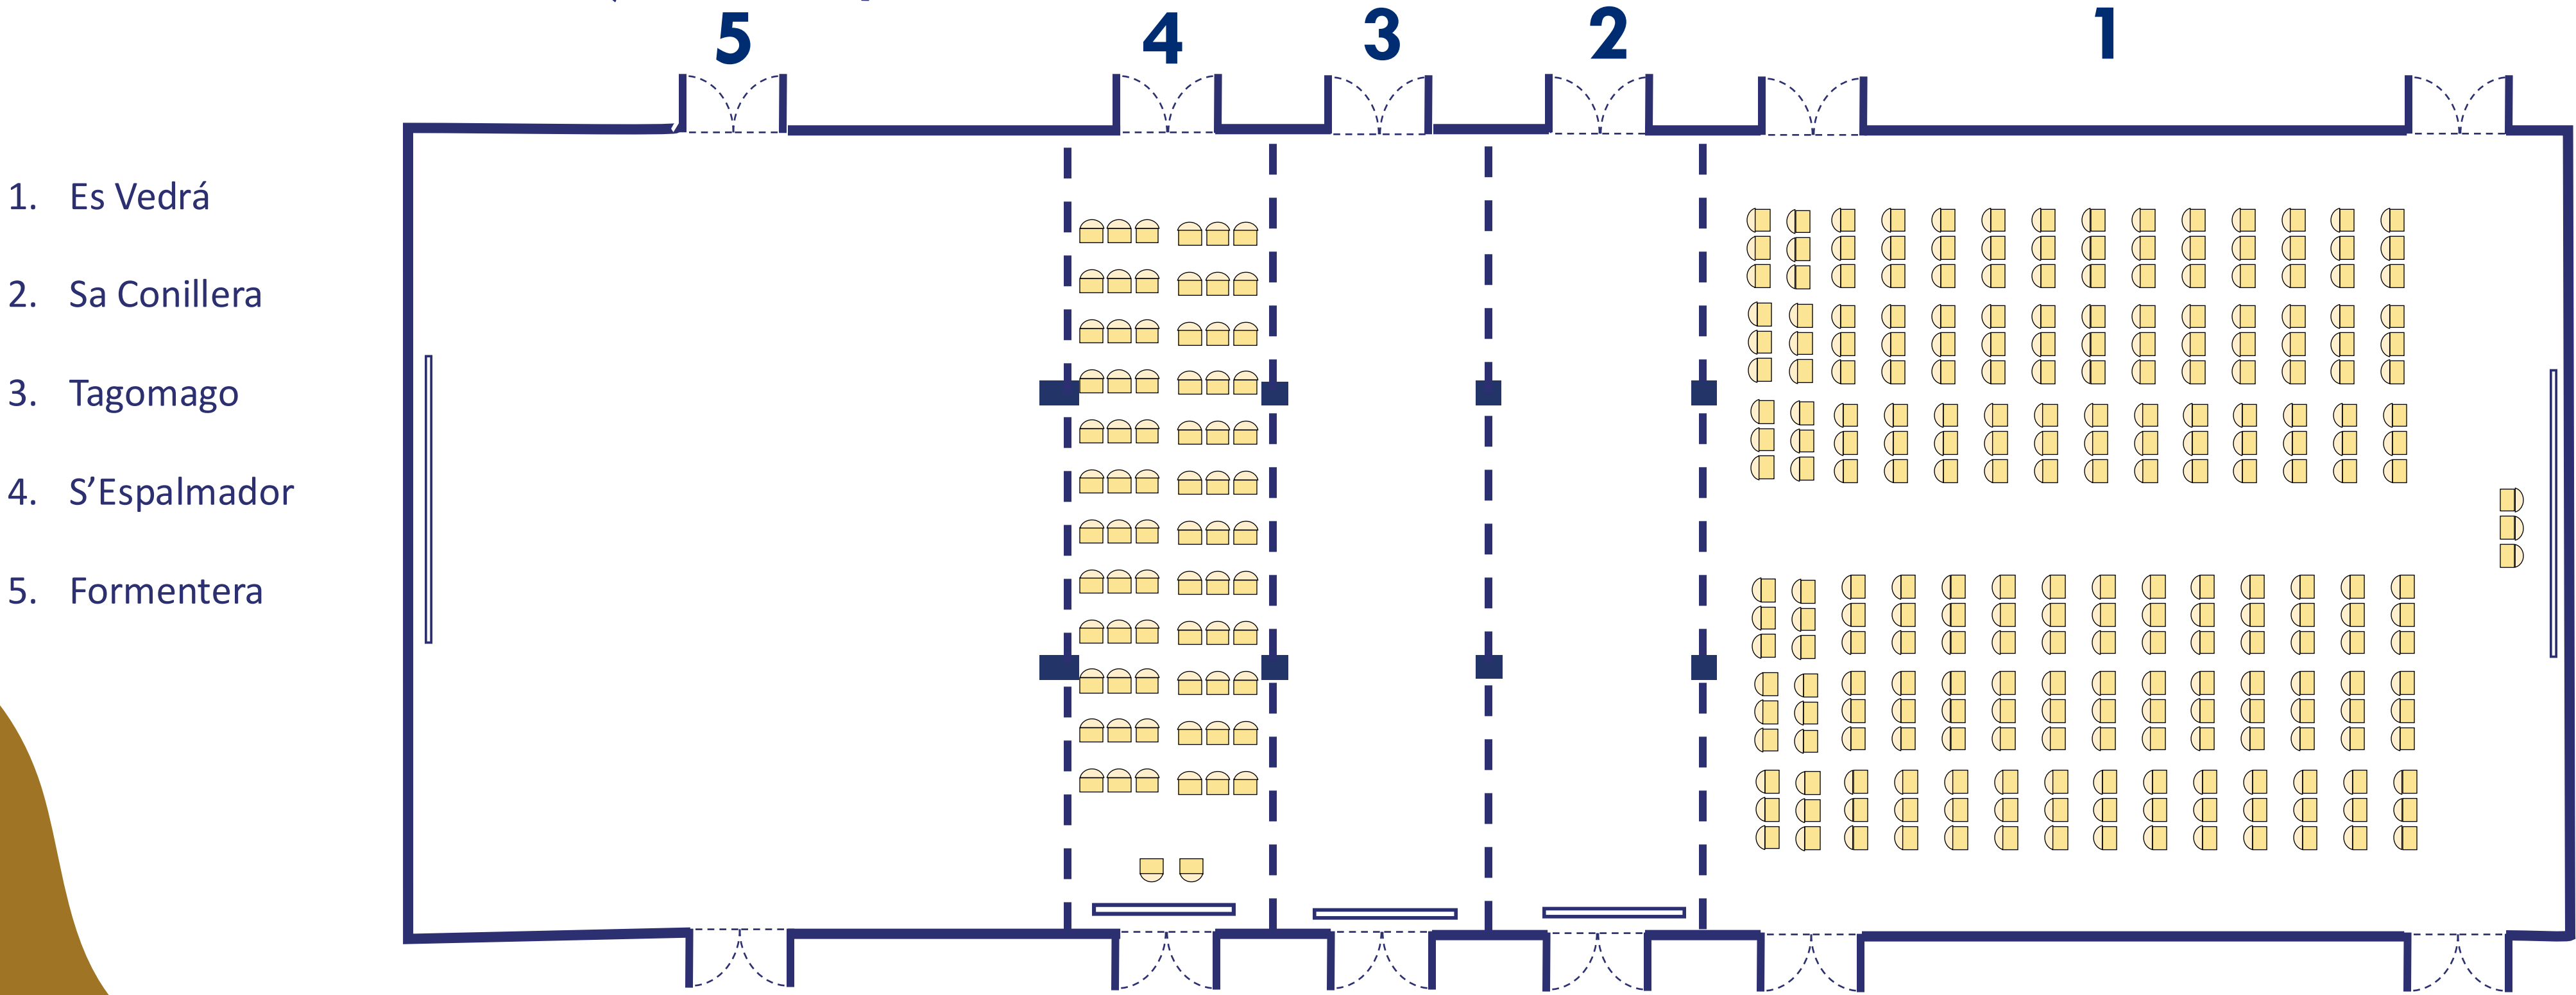 5 4 3 2 1
1. Es Vedrá
2. Sa Conillera
3. Tagomago
4. S’Espalmador
5. Formentera